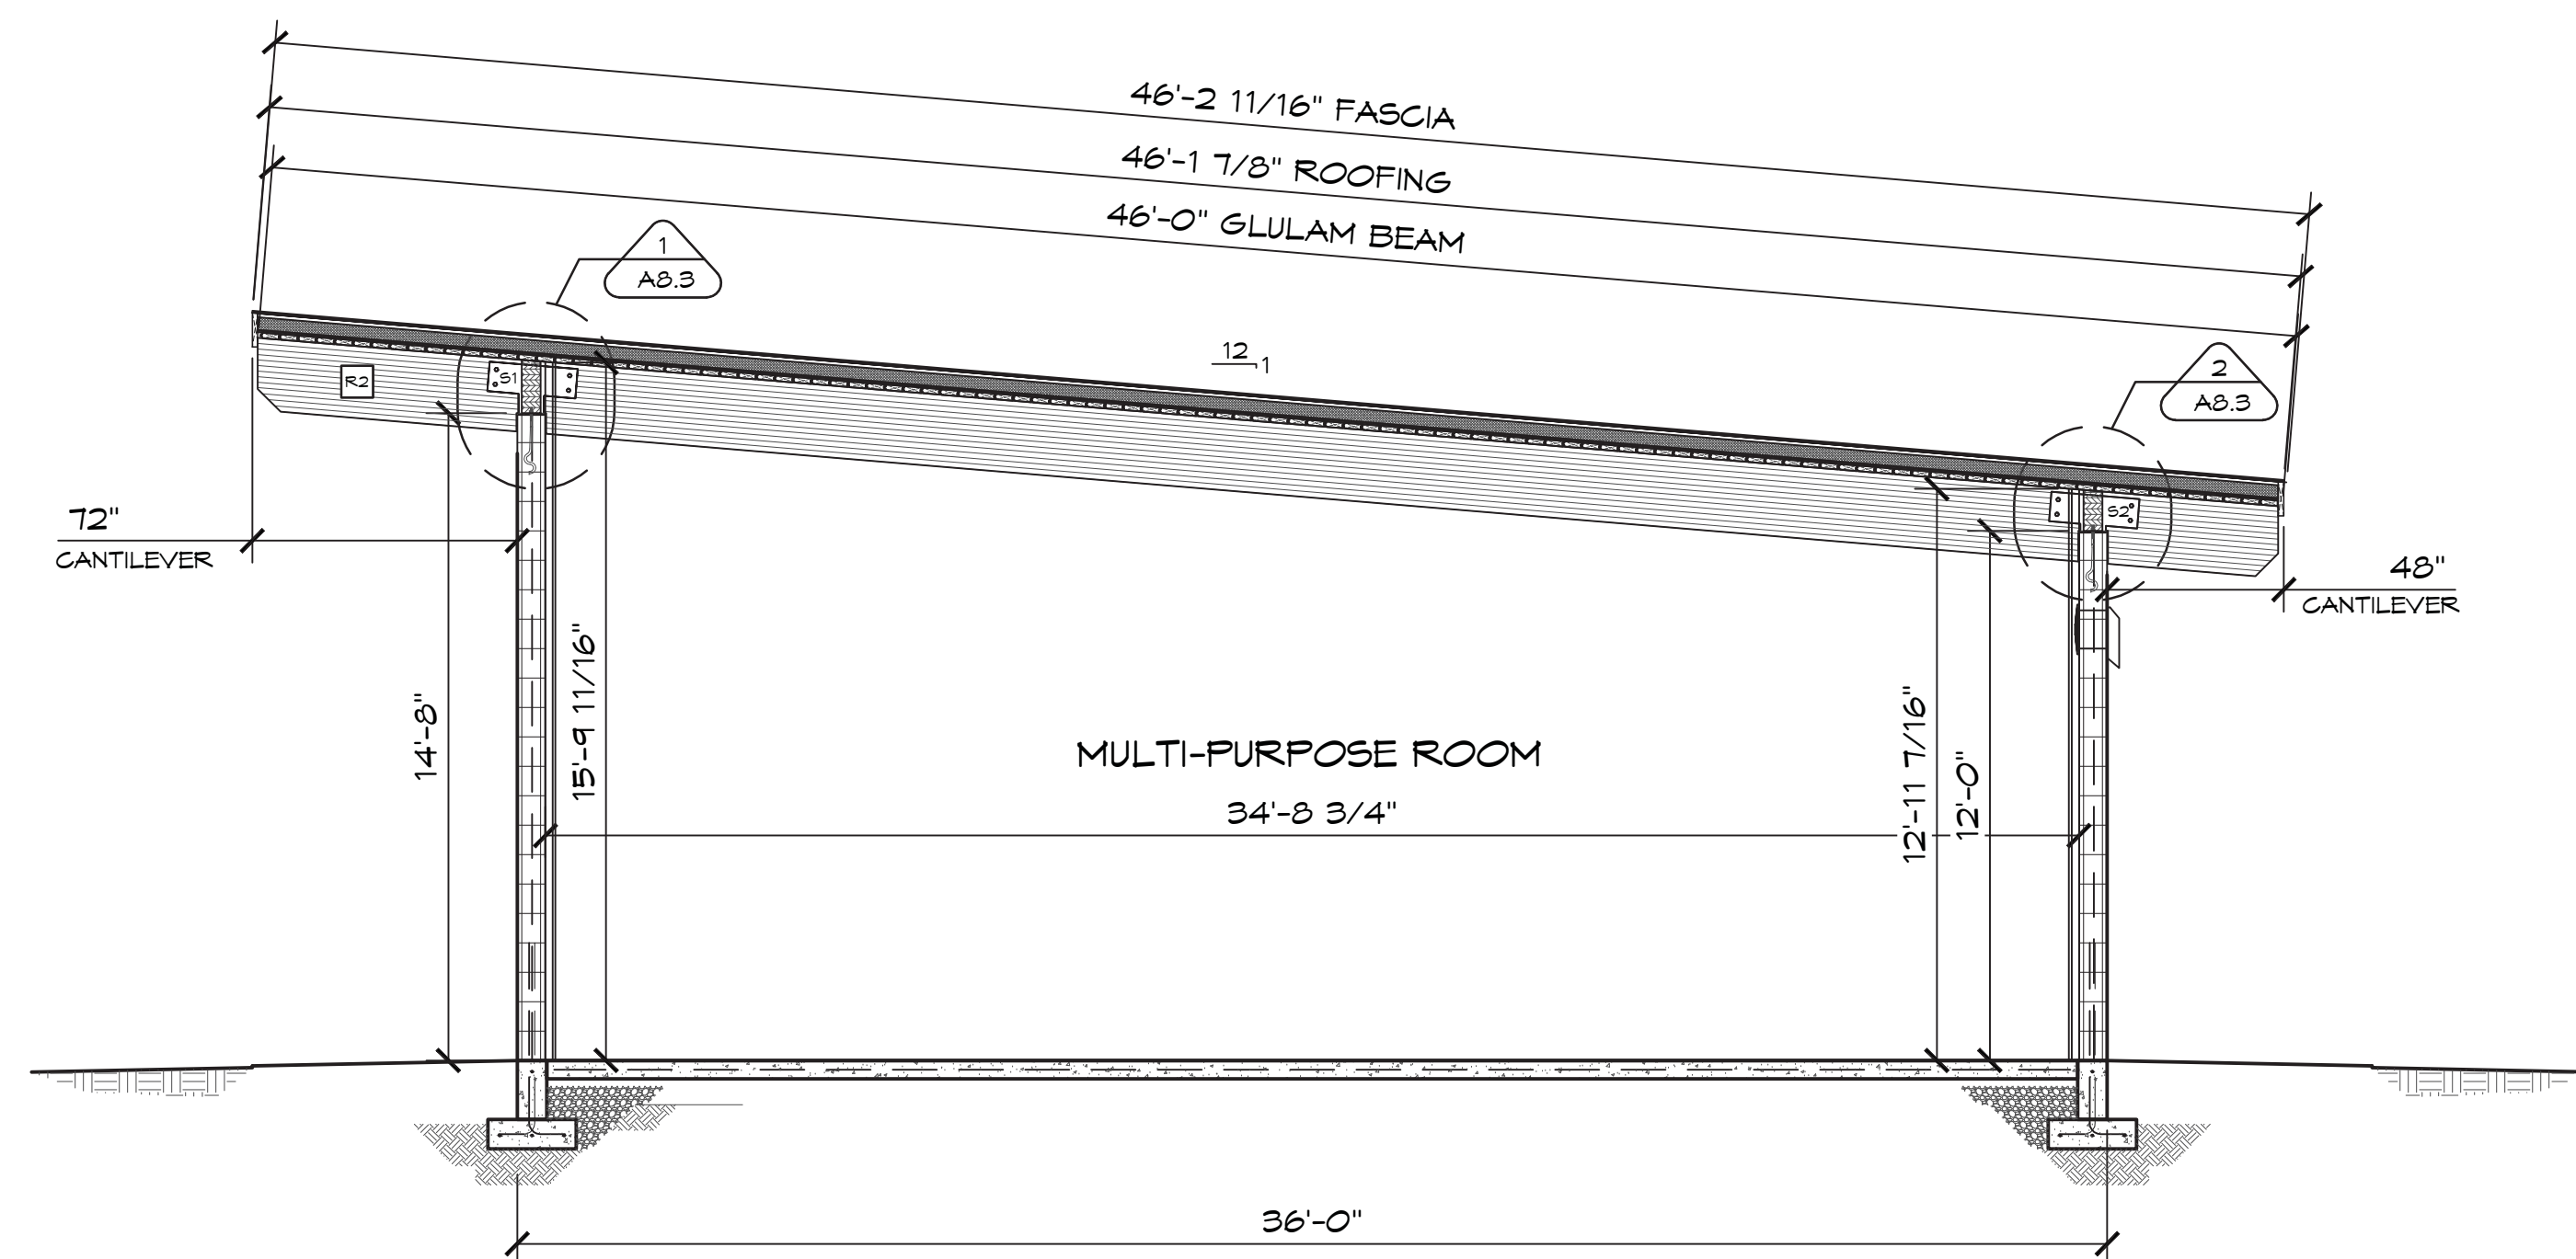 46'-2 11/16" FASCIA
46'-1 7/8" ROOFING
46'-0" GLULAM BEAM
1
A8.3
12
1
2
A8.3
R2
S1
S2
72"
CANTILEVER
48"
CANTILEVER
14'-8"
15'-9 11/16"
12'-11 7/16"
12'-0"
MULTI-PURPOSE ROOM
34'-8 3/4"
36'-0"